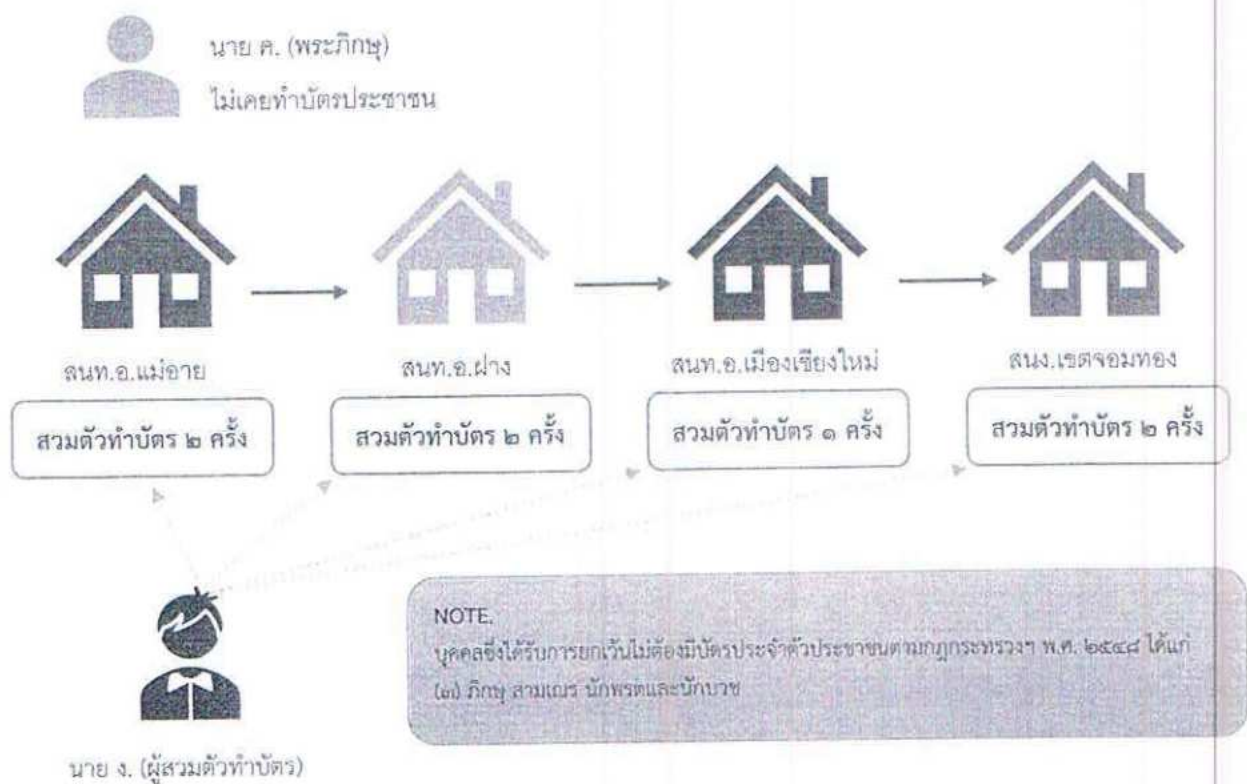 นาย ค. (พระภิกษุ)
ไม่เคยทำบัตรประชาชน
สนท.อ.แม่อาย
สนท.อ.ฝาง
สนท.อ.เมืองเชียงใหม่
สนง.เขตจอมทอง
สวมตัวทำบัตร ๒ ครั้ง
สวมตัวทำบัตร ๒ ครั้ง
สวมตัวทำบัตร ๑ ครั้ง
สวมตัวทำบัตร ๒ ครั้ง
NOTE.
บุคคลซึ่งได้รับการยกเว้นไม่ต้องมีบัตรประจำตัวประชาชนตามกฎกระทรวงฯ พ.ศ. ๒๕๔๘ ได้แก่
ภิกษุ สามเณร นักพรตและนักบวช
นาย ง. (ผู้สวมตัวทำบัตร)